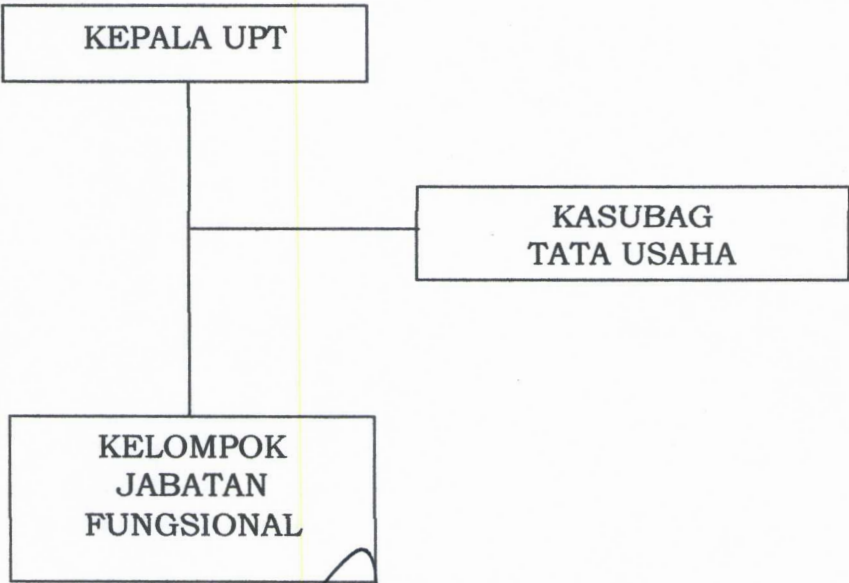 KEPALA UPT
KASUBAG
TATA USAHA
KELOMPOK
JABATAN
FUNGSIONAL